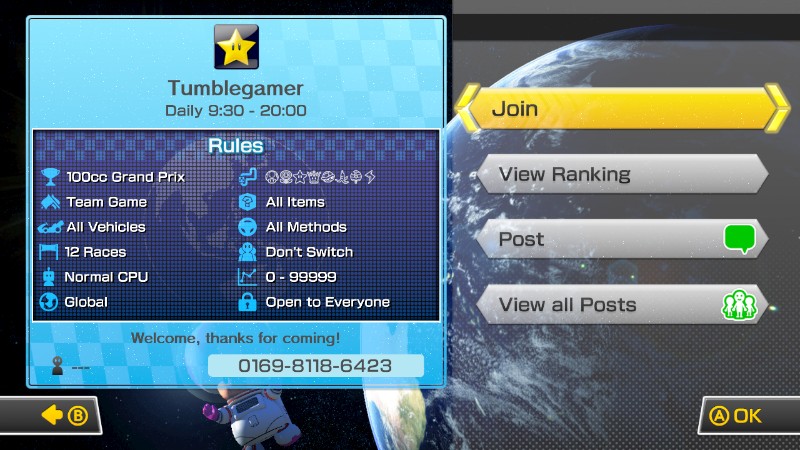 Tumblegamer
Daily 9:30 - 20:00
Rules
100cc Grand Prix
Team Game
All Items
All Vehicles
All Methods
12 Races
Don't Switch
Normal CPU
0 - 99999
Global
Open to Everyone
Welcome, thanks for coming!
---
0169-8118-6423
Join
View Ranking
Post
View all Posts
B
A OK